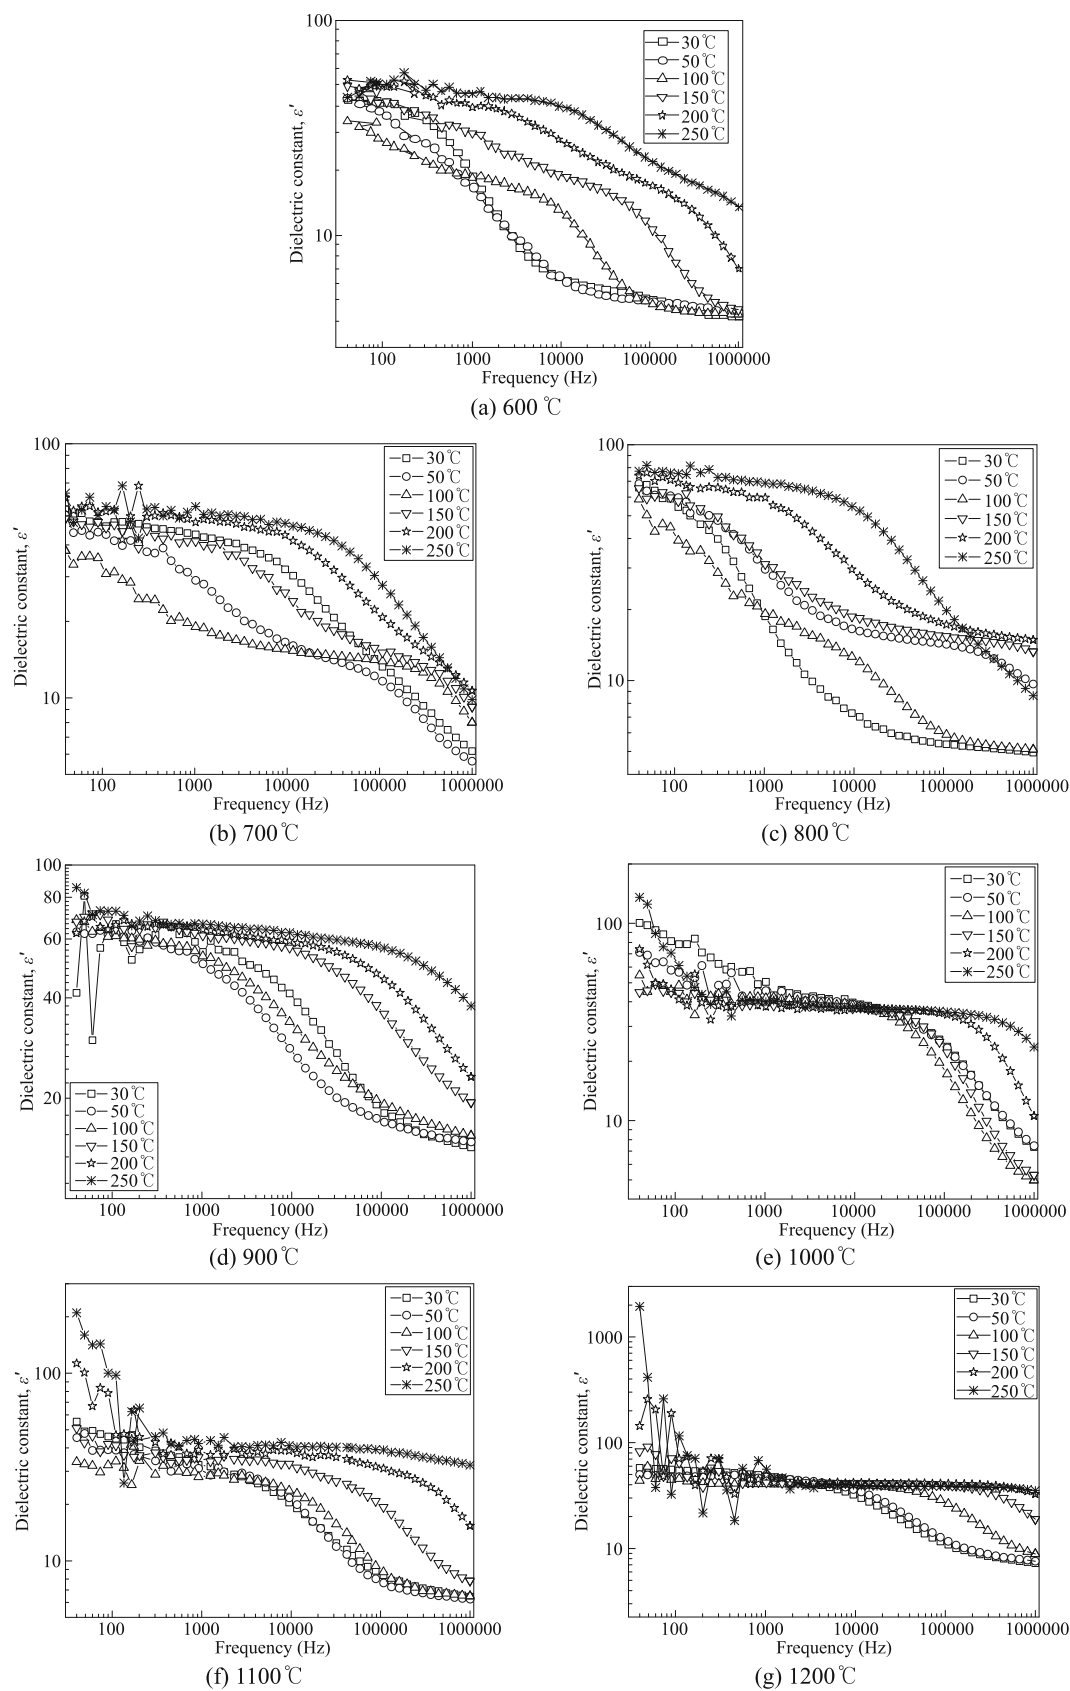 100
10
Dielectric constant, ε′
30℃
50℃
100℃
150℃
200℃
250℃
100 1000 10000 100000 1000000
Frequency (Hz)
(a) 600℃
100
10
Dielectric constant, ε′
30℃
50℃
100℃
150℃
200℃
250℃
100 1000 10000 100000 1000000
Frequency (Hz)
(b) 700℃
100
10
Dielectric constant, ε′
30℃
50℃
100℃
150℃
200℃
250℃
100 1000 10000 100000 1000000
Frequency (Hz)
(c) 800℃
100
80
60
40
20
Dielectric constant, ε′
30℃
50℃
100℃
150℃
200℃
250℃
100 1000 10000 100000 1000000
Frequency (Hz)
(d) 900℃
100
10
Dielectric constant, ε′
30℃
50℃
100℃
150℃
200℃
250℃
100 1000 10000 100000 1000000
Frequency (Hz)
(e) 1000℃
100
10
Dielectric constant, ε′
30℃
50℃
100℃
150℃
200℃
250℃
100 1000 10000 100000 1000000
Frequency (Hz)
(f) 1100℃
1000
100
10
Dielectric constant, ε′
30℃
50℃
100℃
150℃
200℃
250℃
100 1000 10000 100000 1000000
Frequency (Hz)
(g) 1200℃